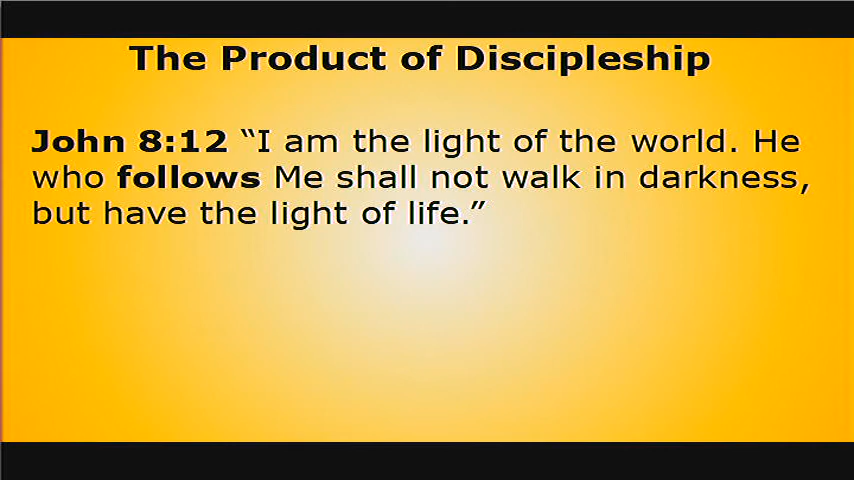 The Product of Discipleship
John 8:12 “I am the light of the world. He
who follows Me shall not walk in darkness,
but have the light of life.”